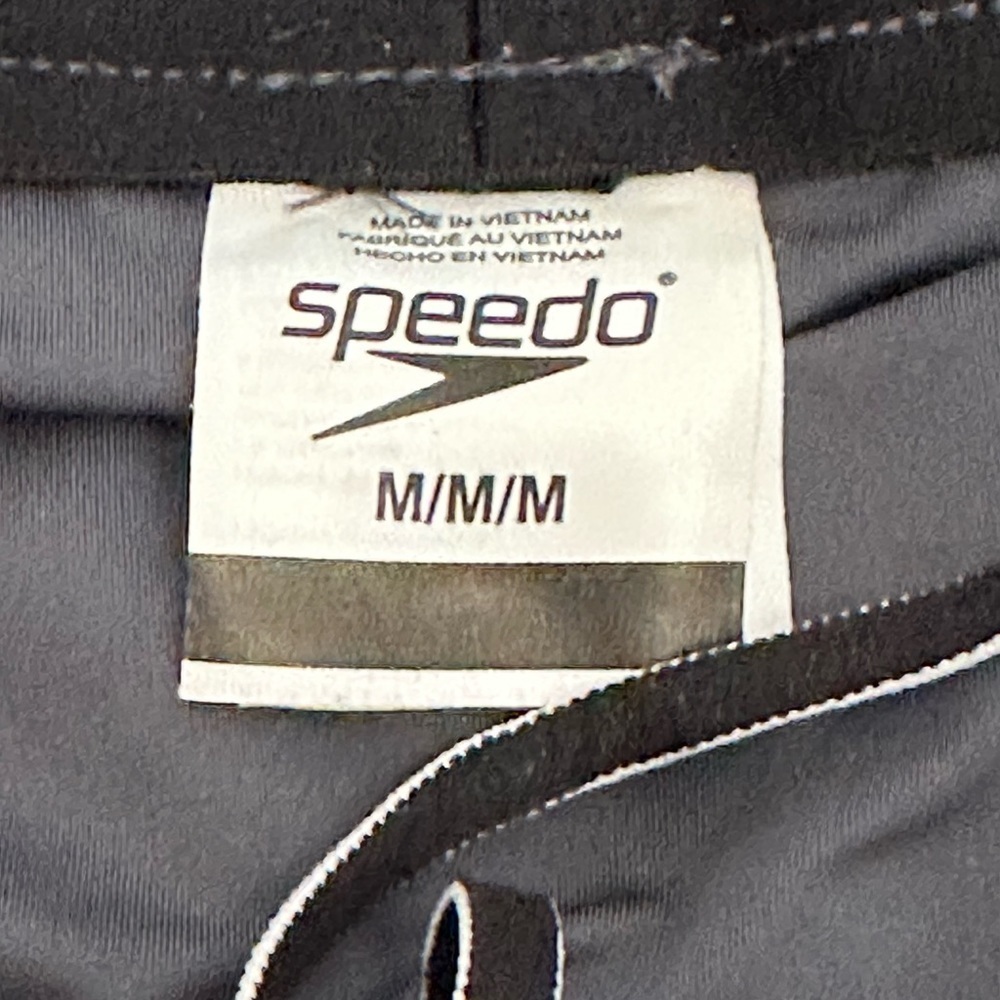 MADE IN VIETNAM
FABRIQUÉ AU VIETNAM
HECHO EN VIETNAM
speedo®
M/M/M